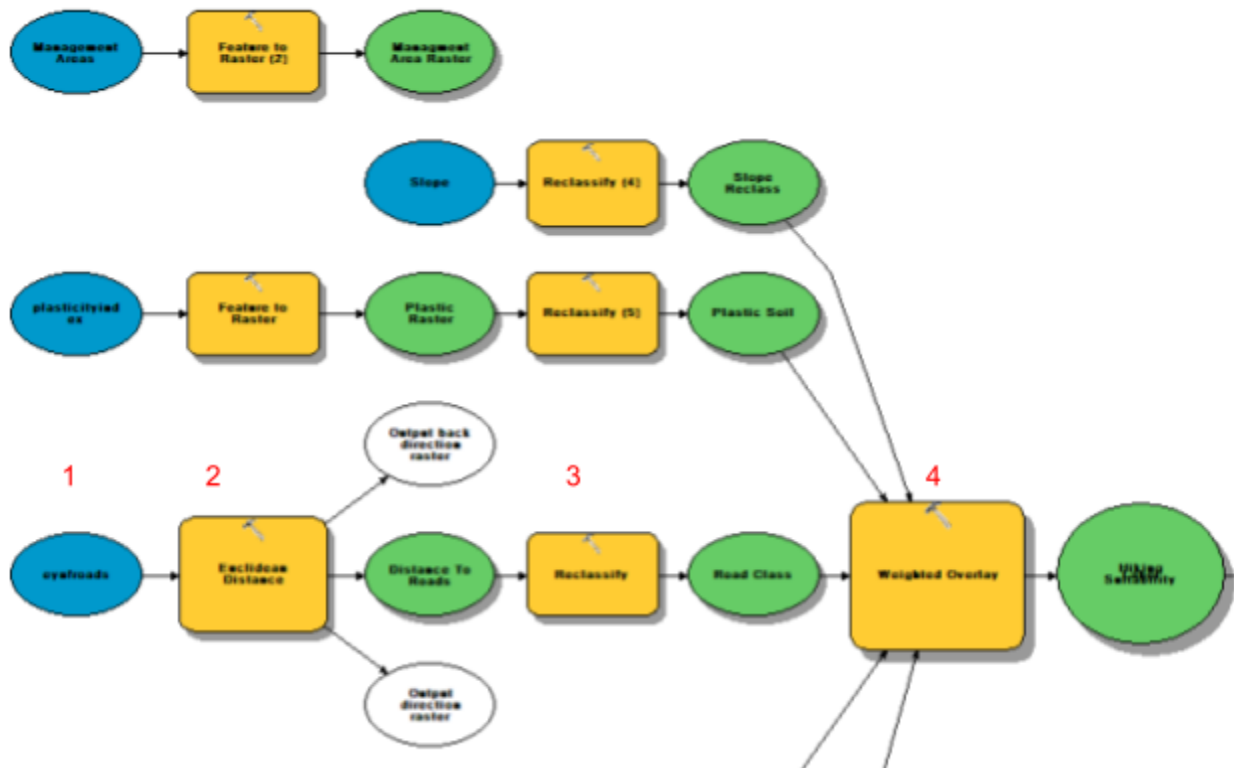 Management
Areas
Feature to
Raster (2)
Managment
Area Raster
Slope
Reclassify (4)
Slope
Reclass
plasticityind
ex
Feature to
Raster
Plastic
Raster
Reclassify (5)
Plastic Soil
Output back
direction
raster
1
2
3
4
Euclidean
Distance
Distance To
Roads
Reclassify
Road Class
Weighted Overlay
Suitability
Output
direction
raster